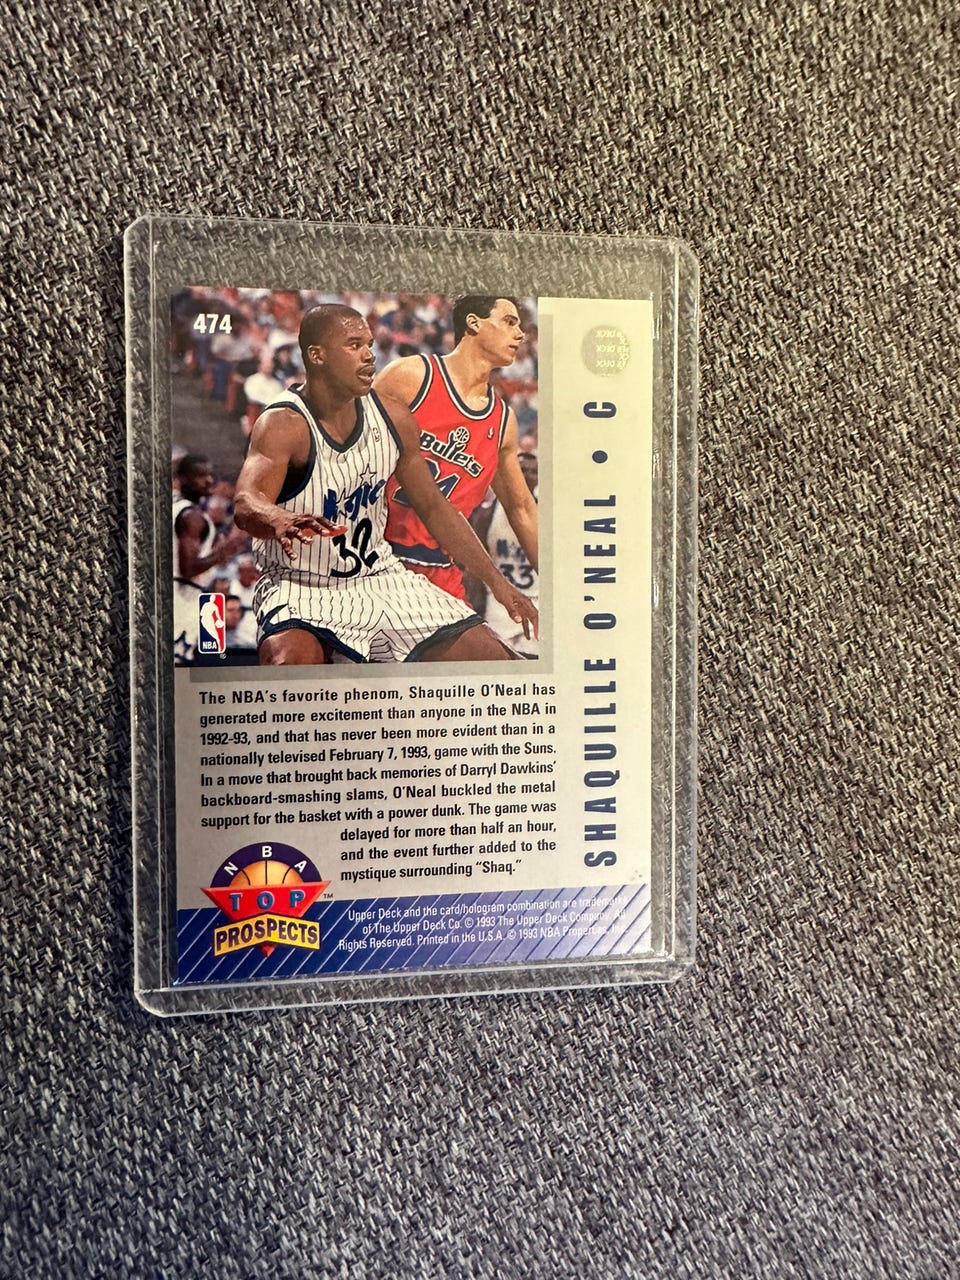 474
Bullets
24
Magic
32
33
NBA
UPPER DECK
C
SHAQUILLE O'NEAL • C
The NBA's favorite phenom, Shaquille O'Neal has
generated more excitement than anyone in the NBA in
1992-93, and that has never been more evident than in a
nationally televised February 7, 1993, game with the Suns.
In a move that brought back memories of Darryl Dawkins'
backboard-smashing slams, O'Neal buckled the metal
support for the basket with a power dunk. The game was
delayed for more than half an hour,
and the event further added to the
mystique surrounding "Shaq."
NBA
TOP
PROSPECTS
™
Upper Deck and the card/hologram combination are trademarks
of The Upper Deck Co. © 1993 The Upper Deck Company. All
Rights Reserved. Printed in the U.S.A. © 1993 NBA Properties, Inc.